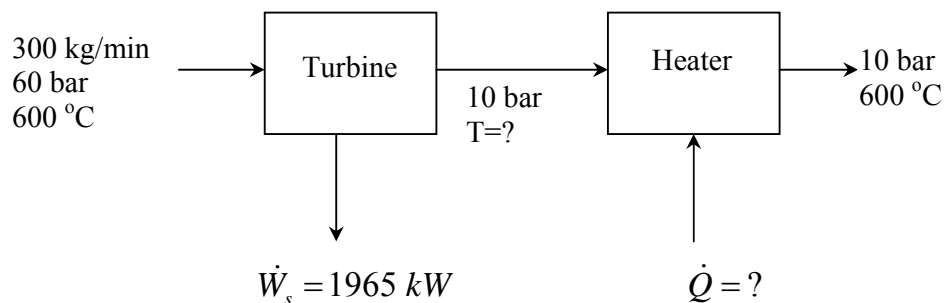 300 kg/min
60 bar
600 °C
Turbine
10 bar
T=?
Heater
10 bar
600 °C
Ẇₛ = 1965 kW
Q̇ = ?